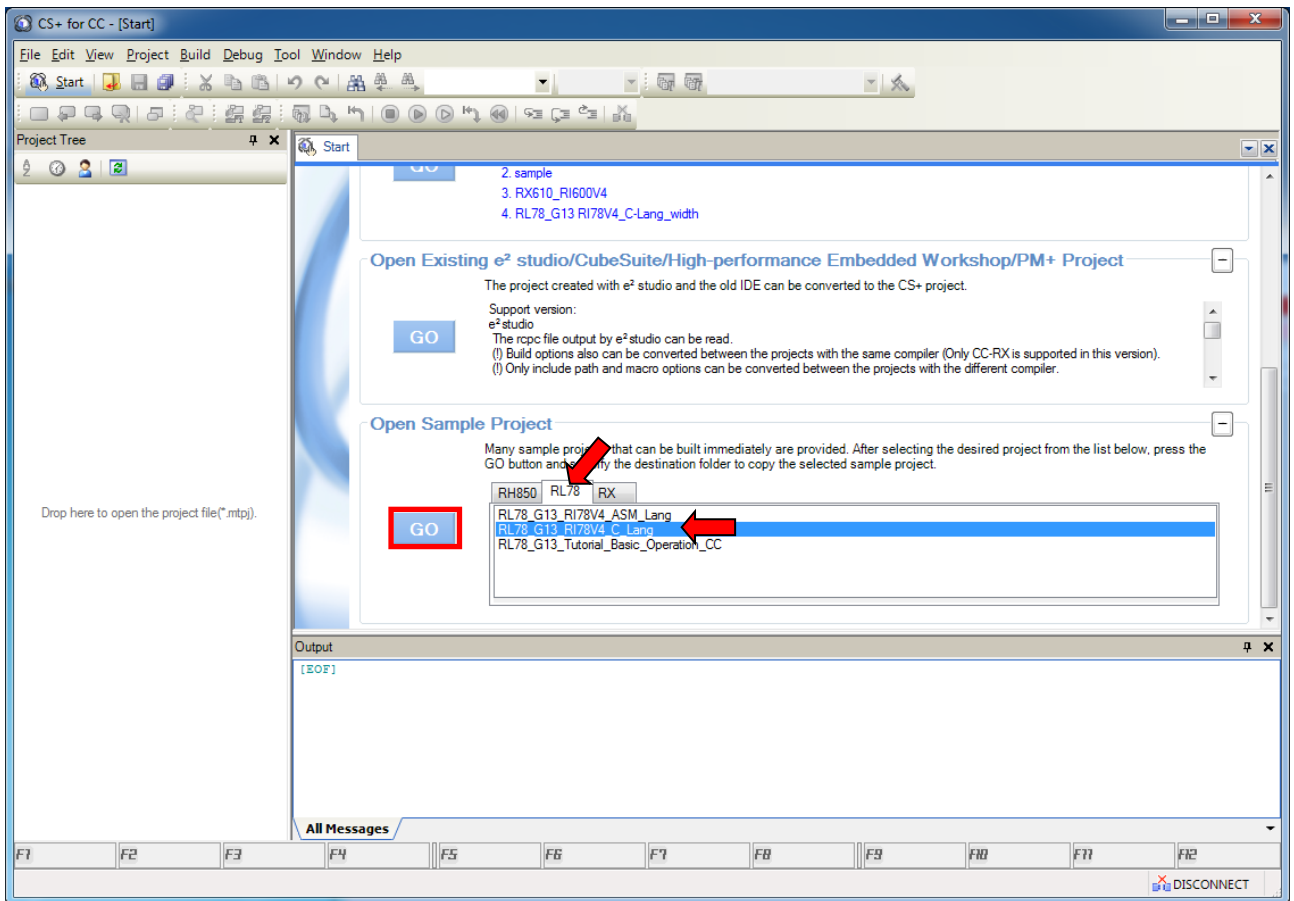 CS+ for CC - [Start]
File Edit View Project Build Debug Tool Window Help
Start
Project Tree
Start
GO
2. sample
3. RX610_RI600V4
4. RL78_G13 RI78V4_C-Lang_width
Open Existing e² studio/CubeSuite/High-performance Embedded Workshop/PM+ Project
The project created with e² studio and the old IDE can be converted to the CS+ project.
Support version:
e² studio
The rcpc file output by e² studio can be read.
(!) Build options also can be converted between the projects with the same compiler (Only CC-RX is supported in this version).
(!) Only include path and macro options can be converted between the projects with the different compiler.
GO
Open Sample Project
Many sample that can be built immediately are provided. After selecting the desired project from the list below, press the
GO button and the destination folder to copy the selected sample project.
RH850 RL78 RX
RL78_G13_RI78V4_ASM_Lang
RL78_G13_RI78V4_C_Lang
RL78_G13_Tutorial_Basic_Operation_CC
GO
Drop here to open the project file(*.mtpj).
Output
[EOF]
All Messages
F1 F2 F3 F4 F5 F6 F7 F8 F9 F10 F11 F12
DISCONNECT